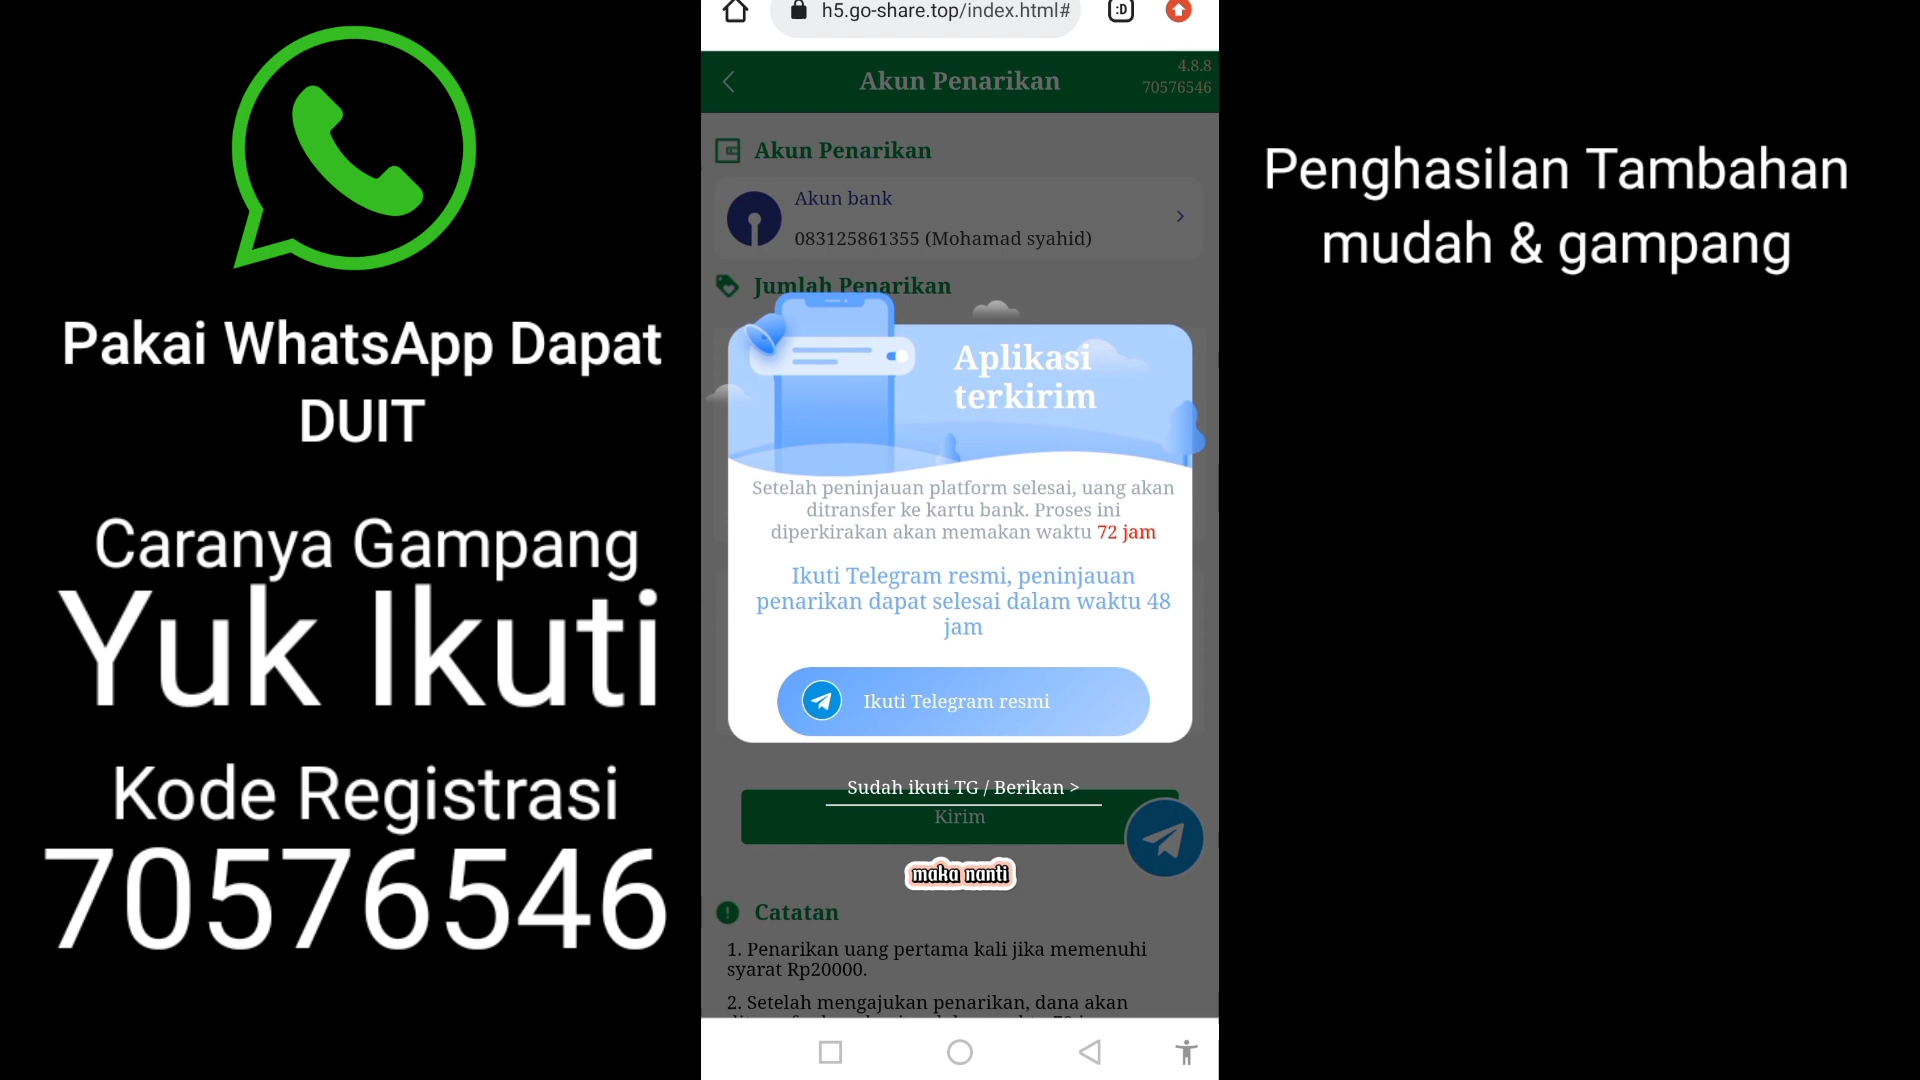 Pakai WhatsApp Dapat
DUIT
Caranya Gampang
Yuk Ikuti
Kode Registrasi
70576546
h5.go-share.top/index.html#
:D
Akun Penarikan
4.8.8
70576546
Akun Penarikan
Akun bank
083125861355 (Mohamad syahid)
Jumlah Penarikan
Aplikasi
terkirim
Setelah peninjauan platform selesai, uang akan
ditransfer ke kartu bank. Proses ini
diperkirakan akan memakan waktu 72 jam
Ikuti Telegram resmi, peninjauan
penarikan dapat selesai dalam waktu 48
jam
Ikuti Telegram resmi
Sudah ikuti TG / Berikan >
Kirim
maka nanti
Catatan
1. Penarikan uang pertama kali jika memenuhi
syarat Rp20000.
2. Setelah mengajukan penarikan, dana akan
Penghasilan Tambahan
mudah & gampang